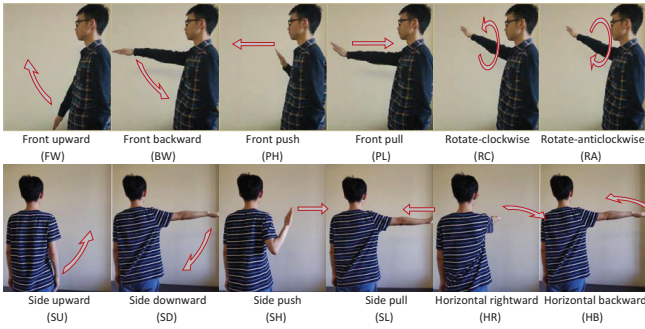 Front upward Front backward Front push Front pull Rotate-clockwise Rotate-anticlockwise
(FW) (BW) (PH) (PL) (RC) (RA)
Side upward Side downward Side push Side pull Horizontal rightward Horizontal backward
(SU) (SD) (SH) (SL) (HR) (HB)